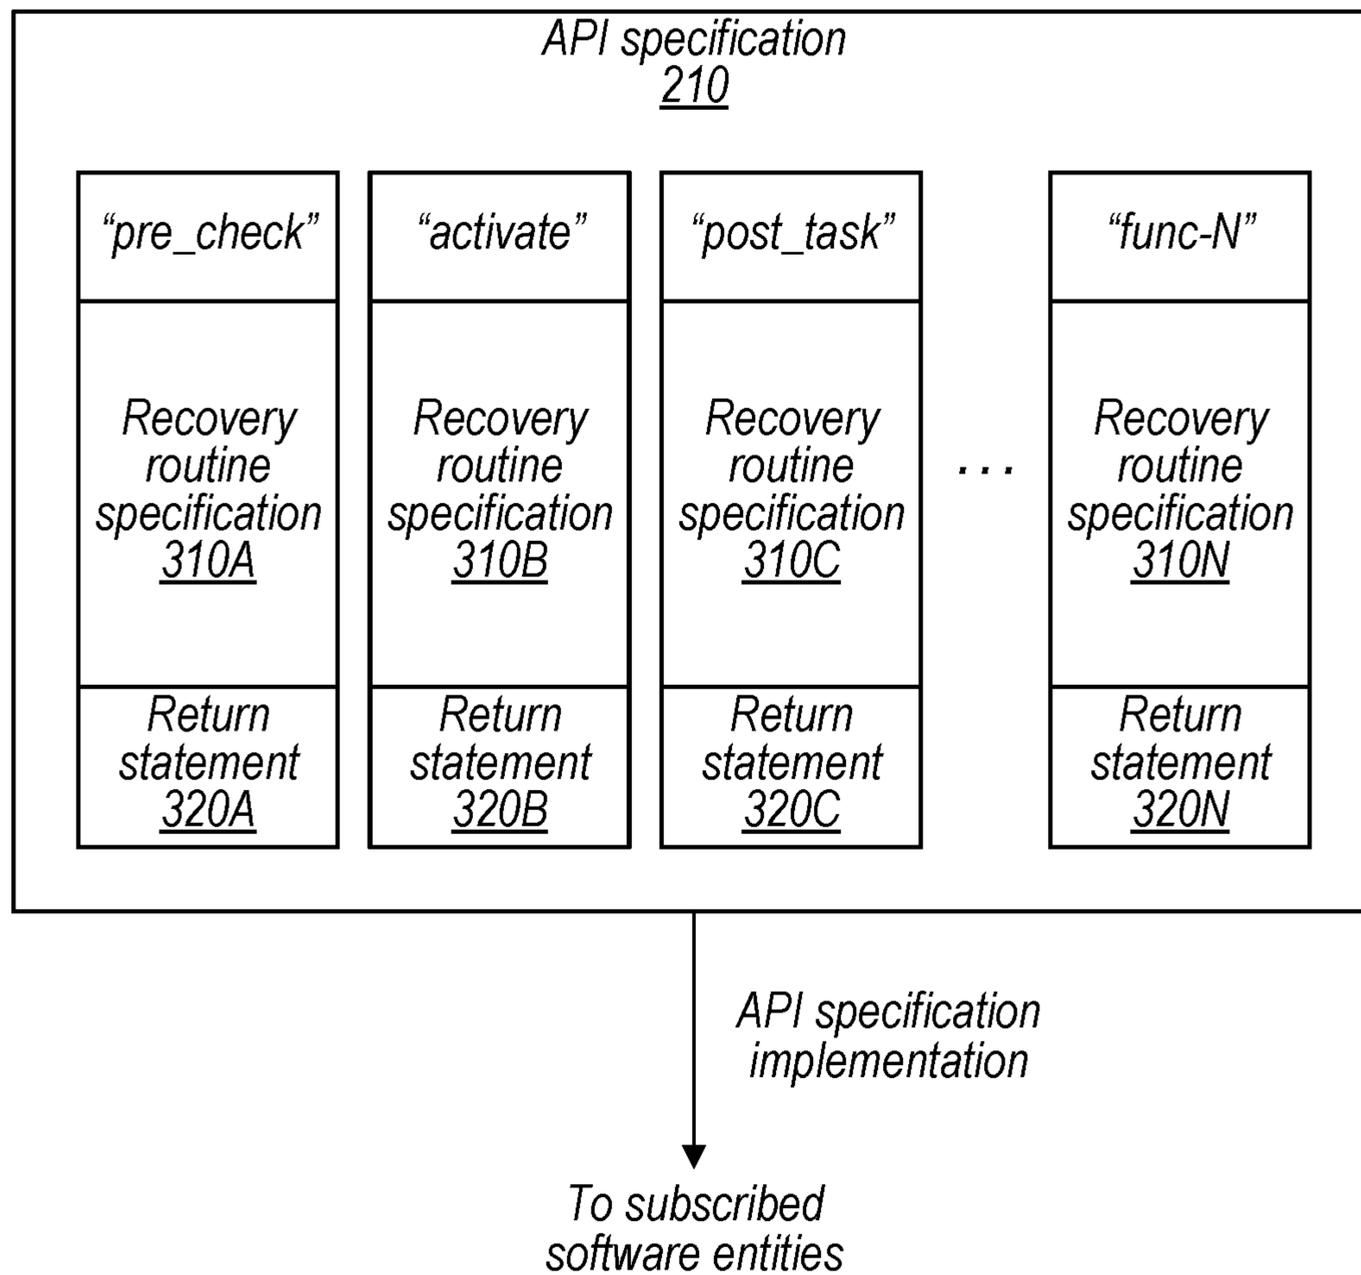 API specification
210
“pre_check”
Recovery
routine
specification
310A
Return
statement
320A
“activate”
Recovery
routine
specification
310B
Return
statement
320B
“post_task”
Recovery
routine
specification
310C
Return
statement
320C
...
“func-N”
Recovery
routine
specification
310N
Return
statement
320N
API specification
implementation
To subscribed
software entities